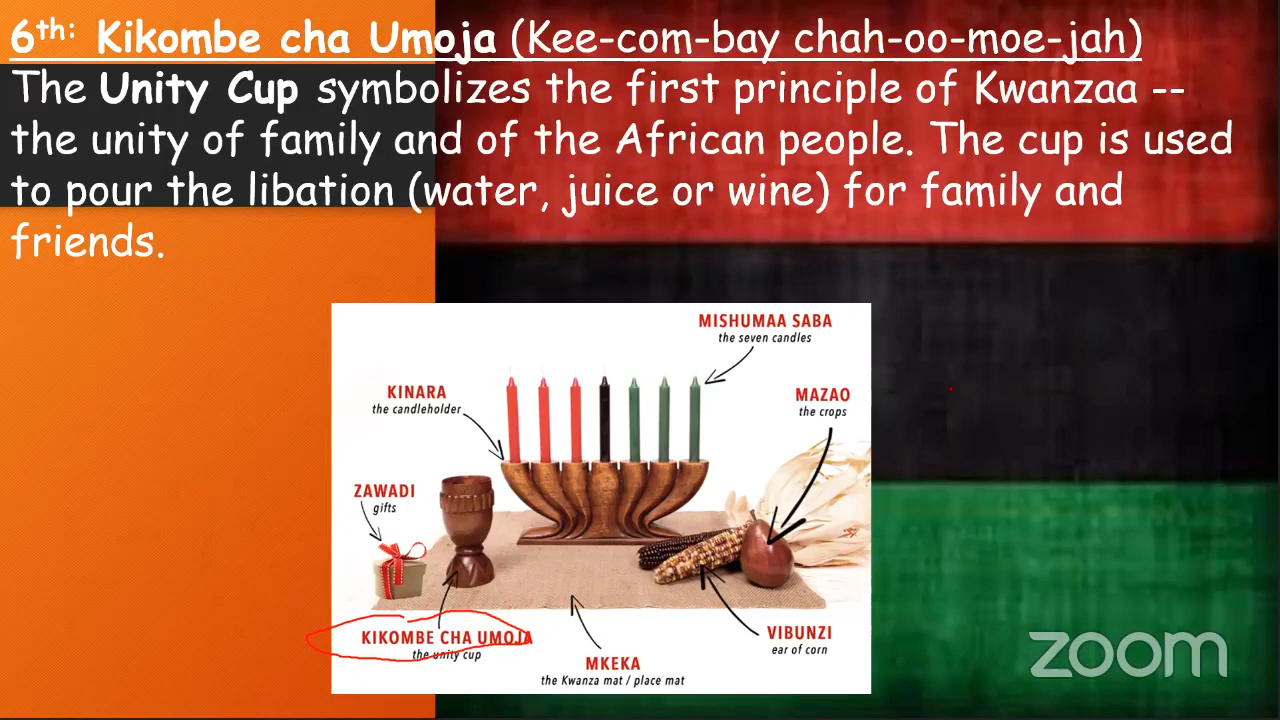 6th: Kikombe cha Umoja (Kee-com-bay chah-oo-moe-jah)
The Unity Cup symbolizes the first principle of Kwanzaa --
the unity of family and of the African people. The cup is used
to pour the libation (water, juice or wine) for family and
friends.
MISHUMAA SABA
the seven candles
KINARA
the candleholder
MAZAO
the crops
ZAWADI
gifts
KIKOMBE CHA UMOJA
the unity cup
VIBUNZI
ear of corn
MKEKA
the Kwanza mat / place mat
zoom